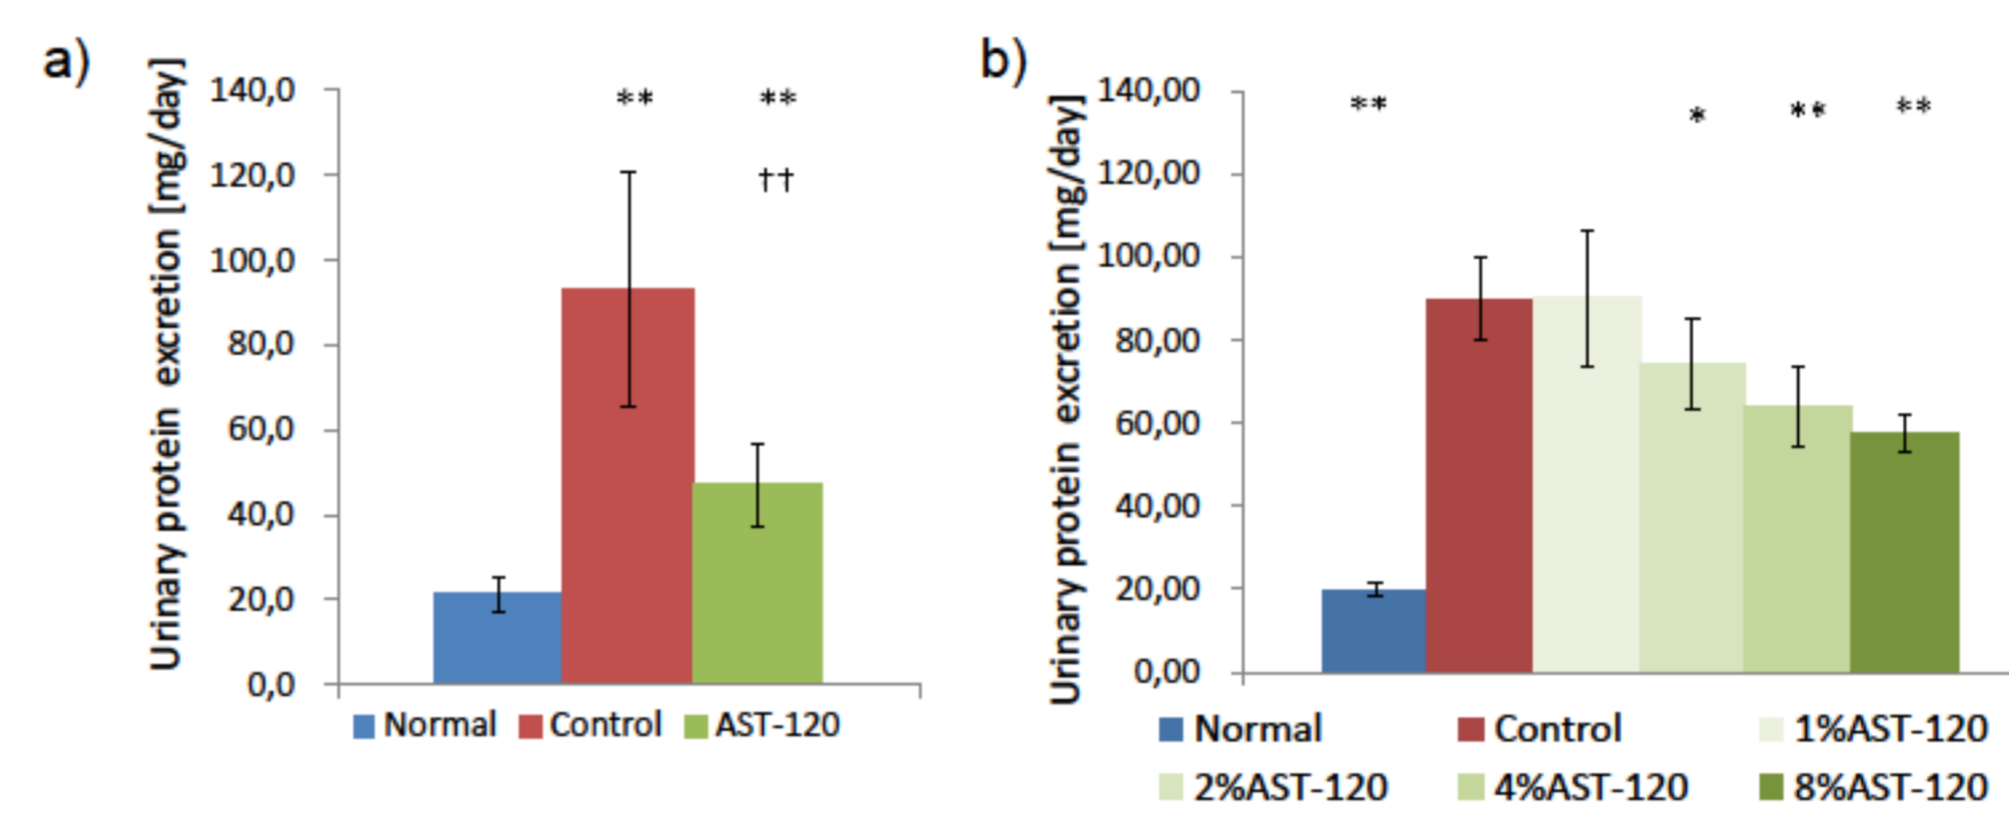 a)
Urinary protein excretion [mg/day]
140,0
120,0
100,0
80,0
60,0
40,0
20,0
0,0
** **
††
Normal Control AST-120
b)
Urinary protein excretion [mg/day]
140,00
120,00
100,00
80,00
60,00
40,00
20,00
0,00
** * ** **
Normal Control 1%AST-120
2%AST-120 4%AST-120 8%AST-120